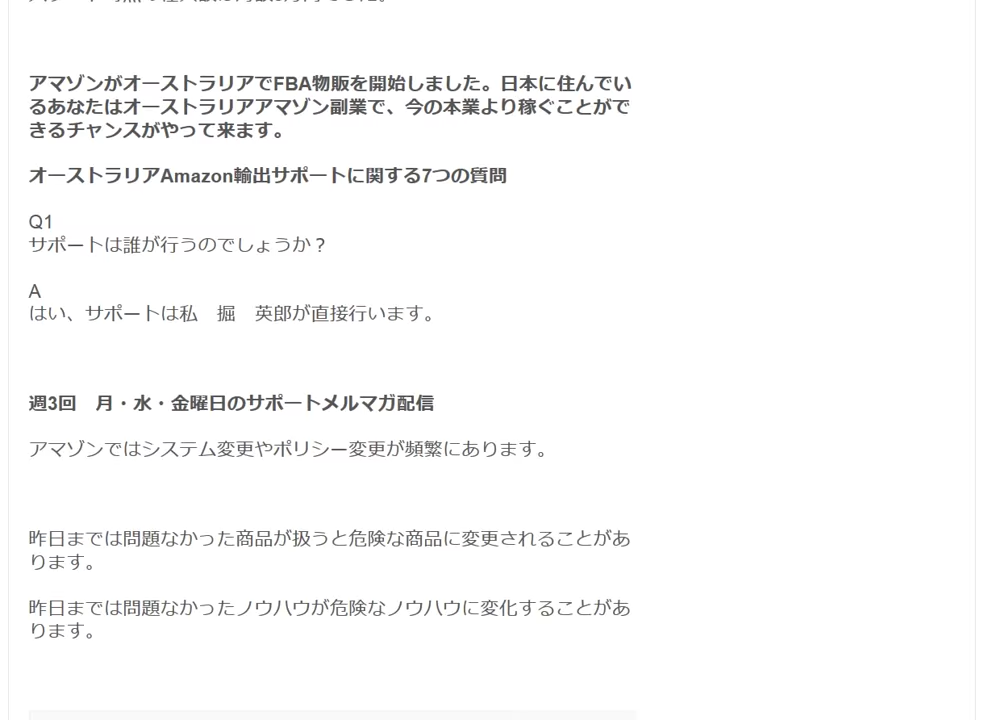 アマゾンがオーストラリアでFBA物販を開始しました。日本に住んでい
るあなたはオーストラリアアマゾン副業で、今の本業より稼ぐことがで
きるチャンスがやって来ます。
オーストラリアAmazon輸出サポートに関する7つの質問
Q1
サポートは誰が行うのでしょうか？
A
はい、サポートは私　掘　英郎が直接行います。
週3回　月・水・金曜日のサポートメルマガ配信
アマゾンではシステム変更やポリシー変更が頻繁にあります。
昨日までは問題なかった商品が扱うと危険な商品に変更されることがあ
ります。
昨日までは問題なかったノウハウが危険なノウハウに変化することがあ
ります。